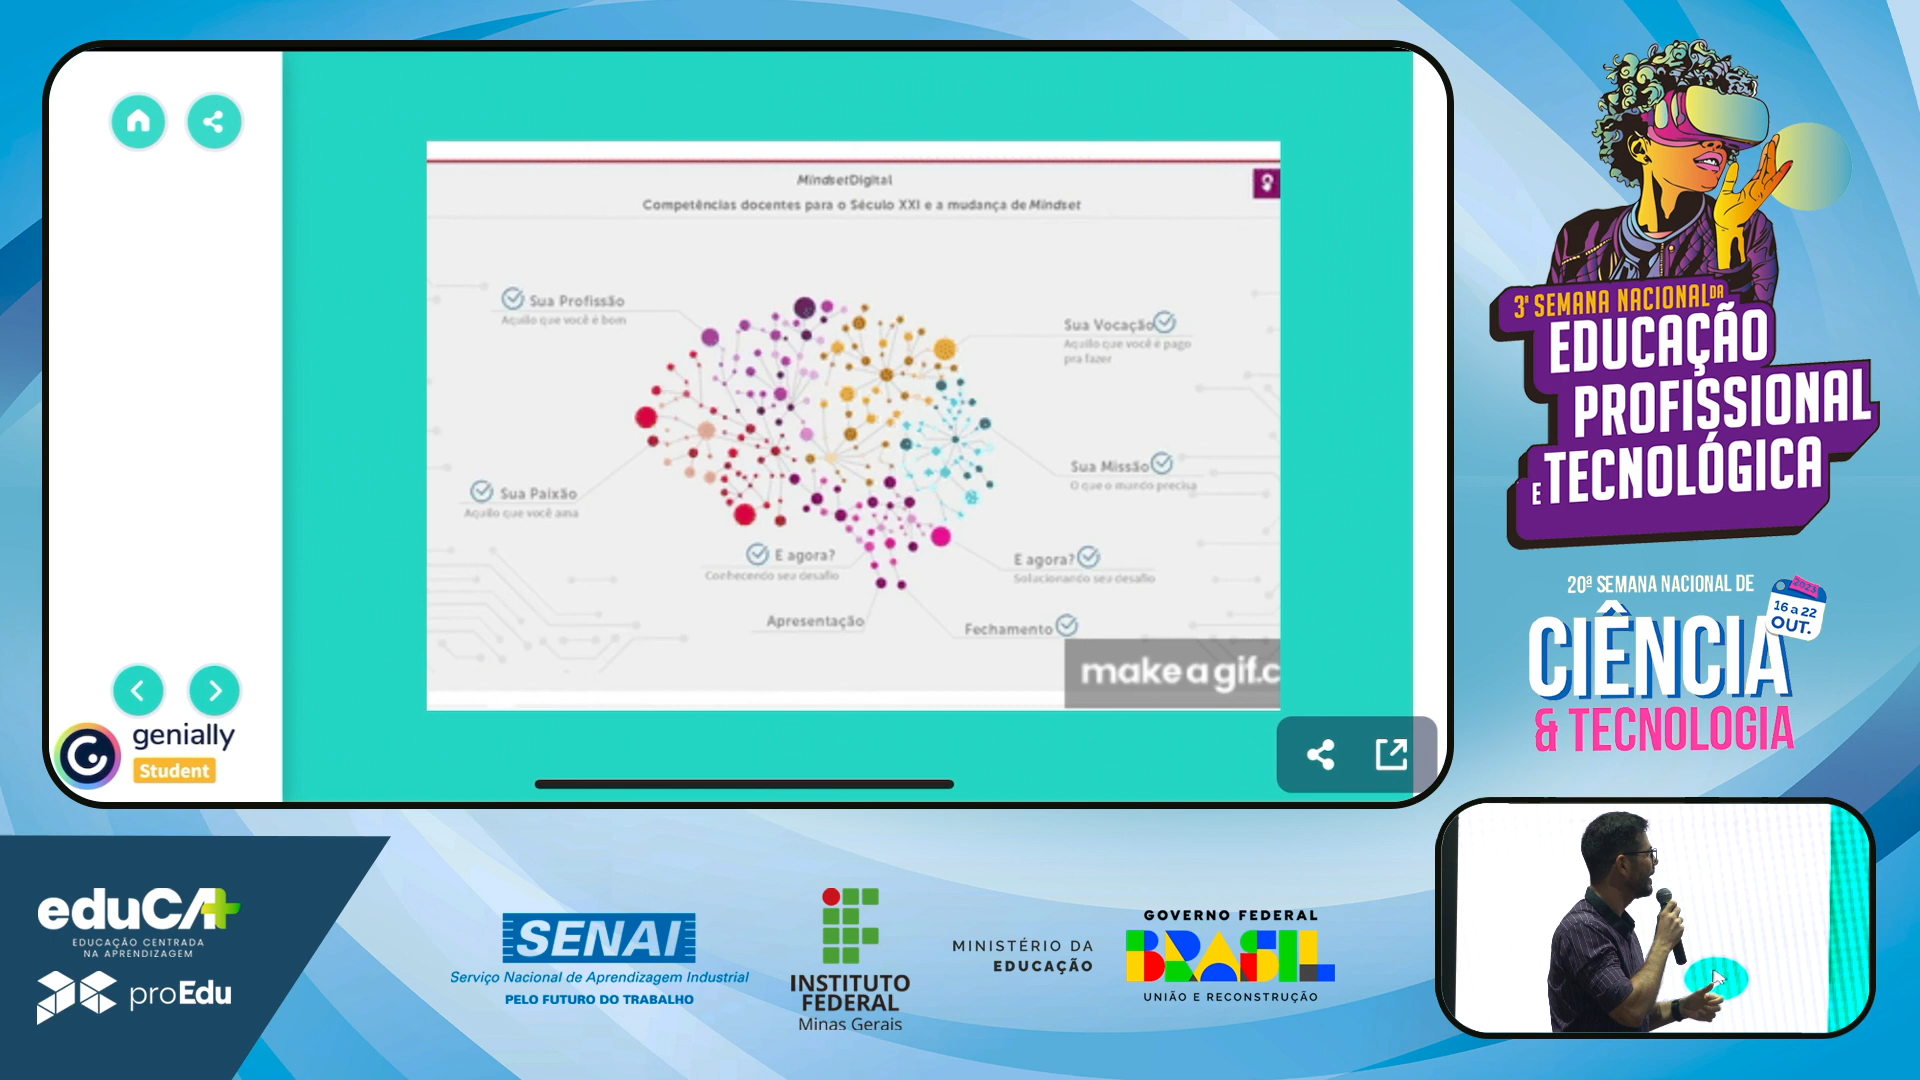 MindsetDigital
Competências docentes para o Século XXI e a mudança de Mindset
Sua Profissão
Aquilo que você é bom
Sua Vocação
Aquilo que você é pago
pra fazer
Sua Missão
O que o mundo precisa
Sua Paixão
Aquilo que você ama
E agora?
Conhecendo seu desafio
E agora?
Solucionando seu desafio
Apresentação
Fechamento
make a gif.c
genially
Student
3ª SEMANA NACIONAL DA
EDUCAÇÃO
PROFISSIONAL
E TECNOLÓGICA
20ª SEMANA NACIONAL DE
CIÊNCIA
& TECNOLOGIA
2023
16 a 22
OUT.
eduCA+
EDUCAÇÃO CENTRADA
NA APRENDIZAGEM
proEdu
SENAI
Serviço Nacional de Aprendizagem Industrial
PELO FUTURO DO TRABALHO
INSTITUTO
FEDERAL
Minas Gerais
MINISTÉRIO DA
EDUCAÇÃO
GOVERNO FEDERAL
BRASIL
UNIÃO E RECONSTRUÇÃO